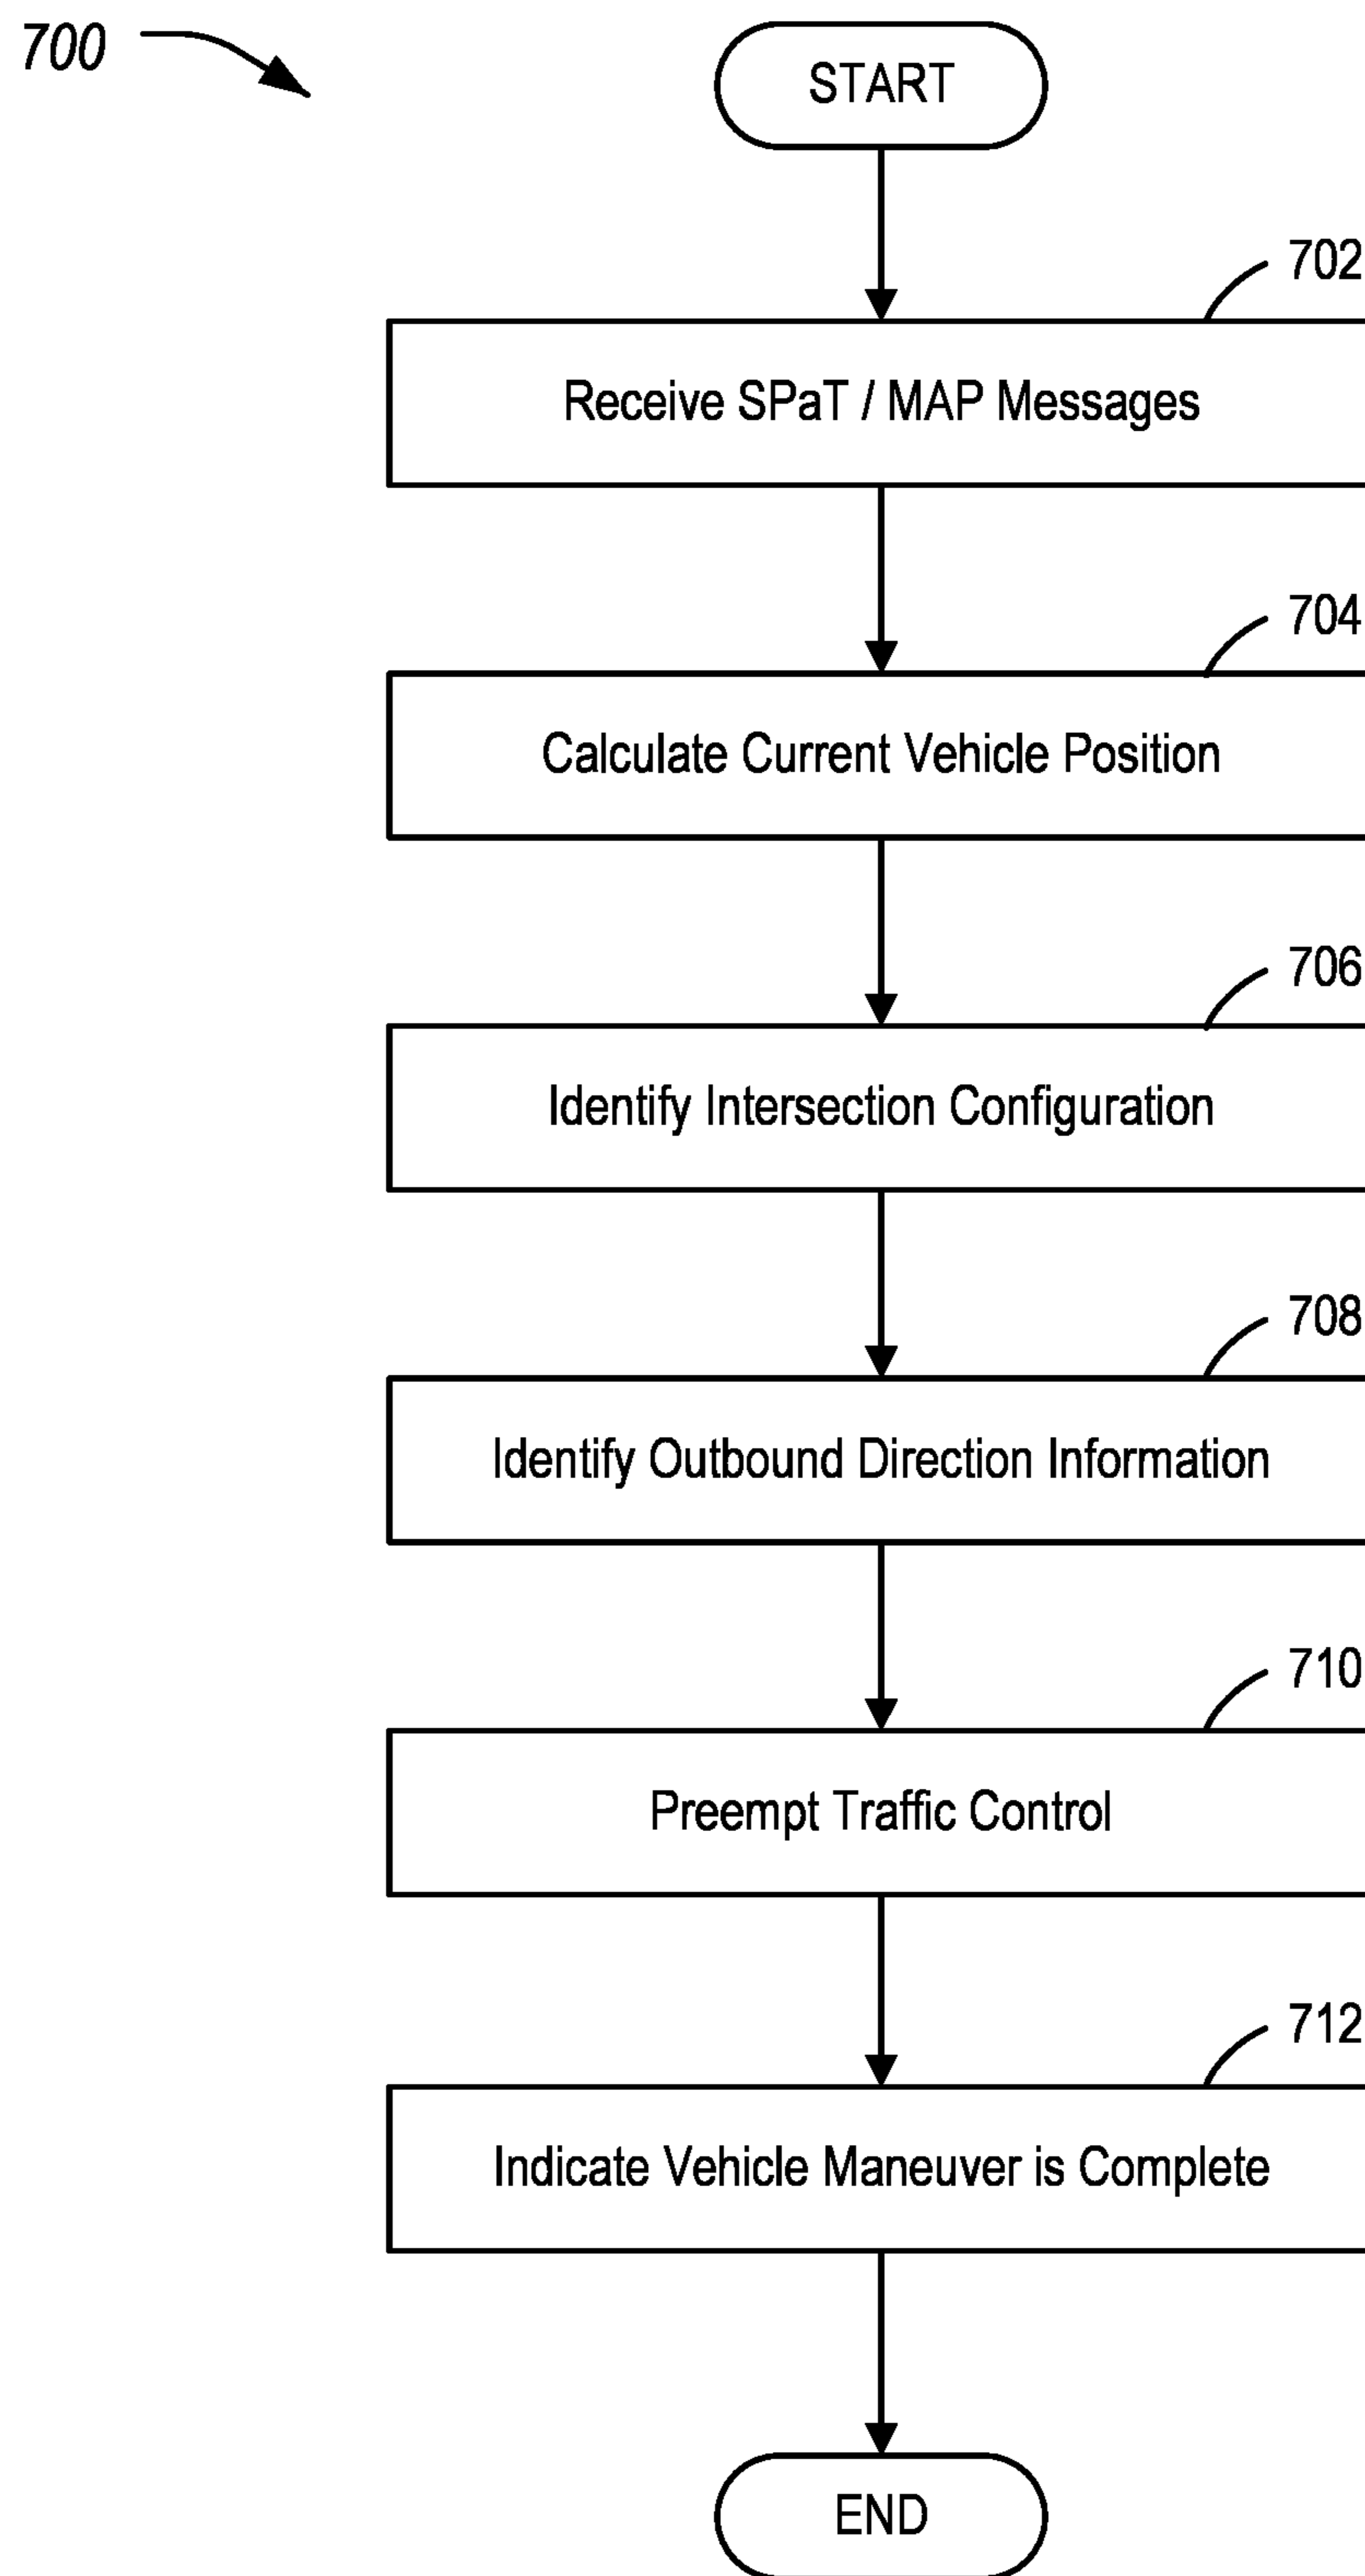 700
START
702
Receive SPaT / MAP Messages
704
Calculate Current Vehicle Position
706
Identify Intersection Configuration
708
Identify Outbound Direction Information
710
Preempt Traffic Control
712
Indicate Vehicle Maneuver is Complete
END